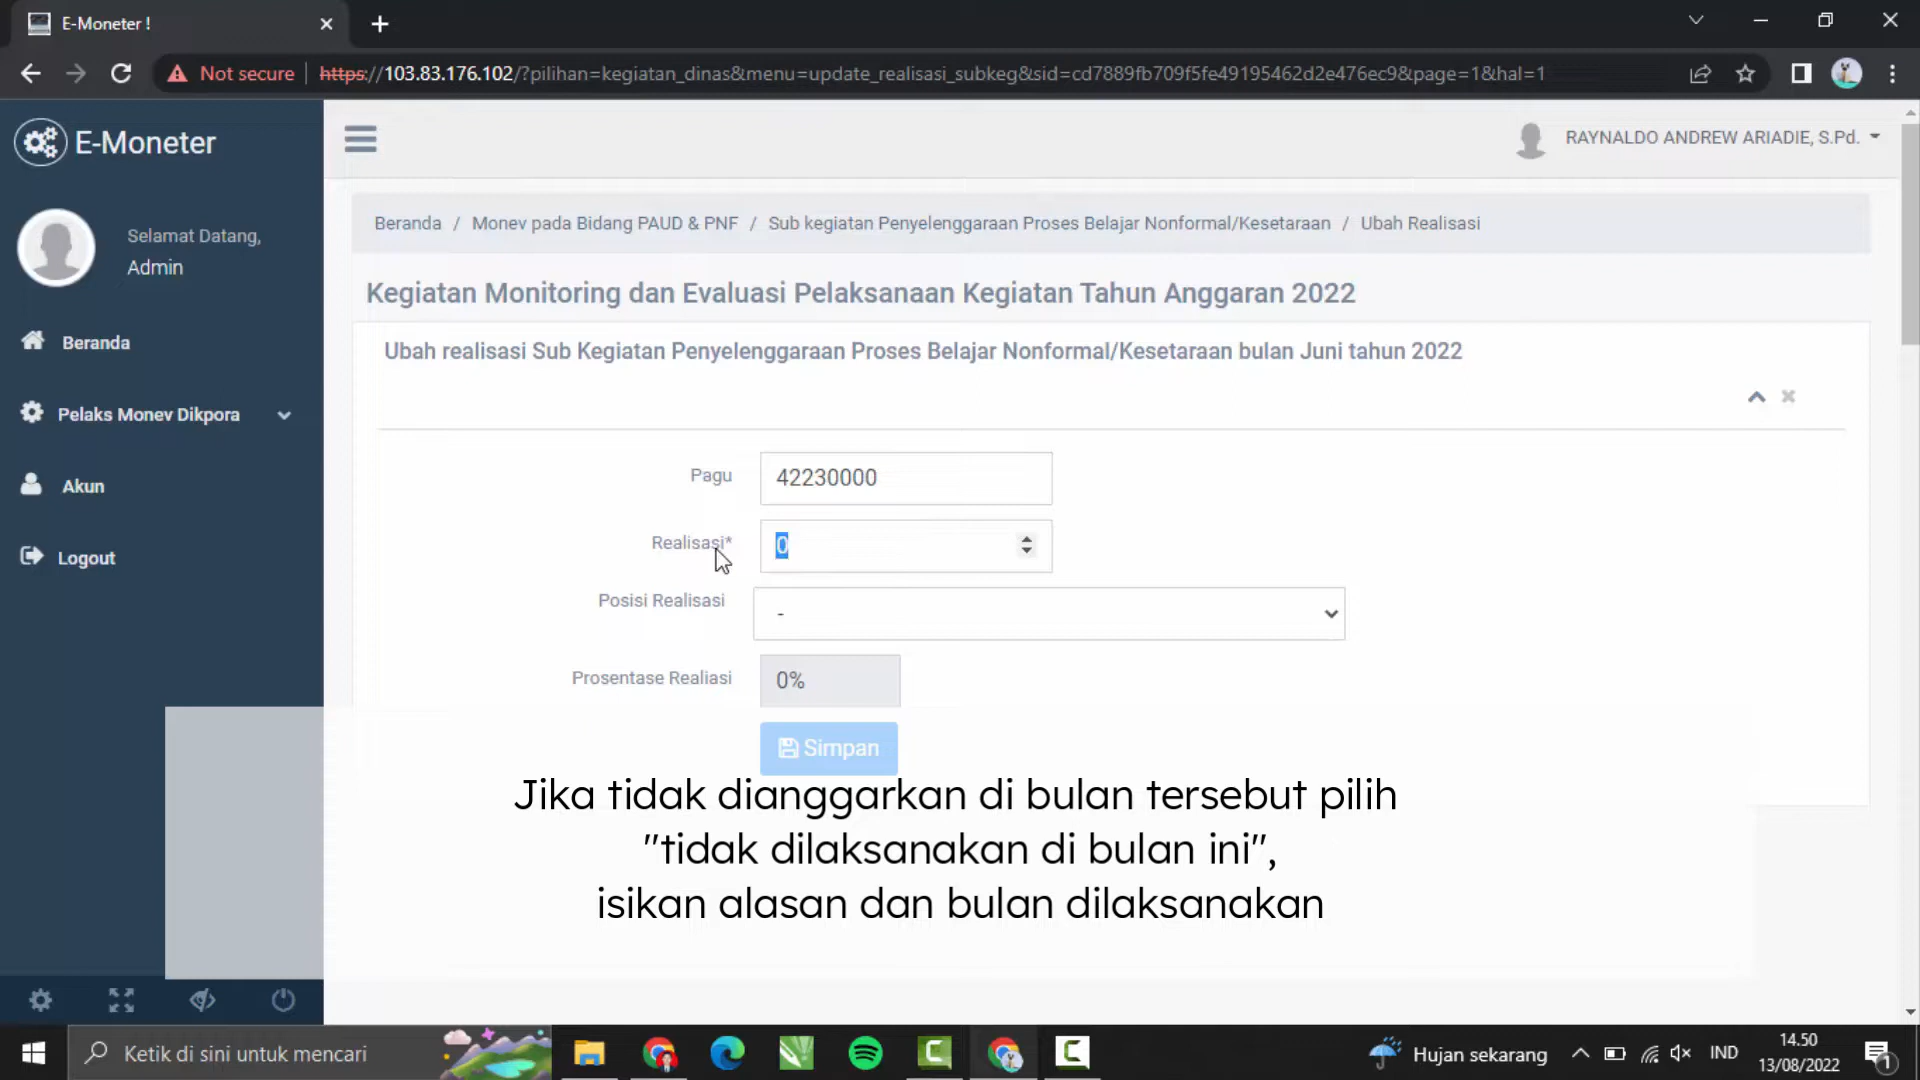 E-Moneter !
Not secure
https://103.83.176.102/?pilihan=kegiatan_dinas&menu=update_realisasi_subkeg&sid=cd7889fb709f5fe49195462d2e476ec9&page=1&hal=1
E-Moneter
RAYNALDO ANDREW ARIADIE, S.Pd.
Selamat Datang,
Admin
Beranda
Pelaks Monev Dikpora
Akun
Logout
Beranda / Monev pada Bidang PAUD & PNF / Sub kegiatan Penyelenggaraan Proses Belajar Nonformal/Kesetaraan / Ubah Realisasi
Kegiatan Monitoring dan Evaluasi Pelaksanaan Kegiatan Tahun Anggaran 2022
Ubah realisasi Sub Kegiatan Penyelenggaraan Proses Belajar Nonformal/Kesetaraan bulan Juni tahun 2022
Pagu 42230000
Realisasi* 0
Posisi Realisasi -
Prosentase Realiasi 0%
Simpan
Jika tidak dianggarkan di bulan tersebut pilih
"tidak dilaksanakan di bulan ini",
isikan alasan dan bulan dilaksanakan
Ketik di sini untuk mencari
Hujan sekarang
IND
14.50
13/08/2022
1